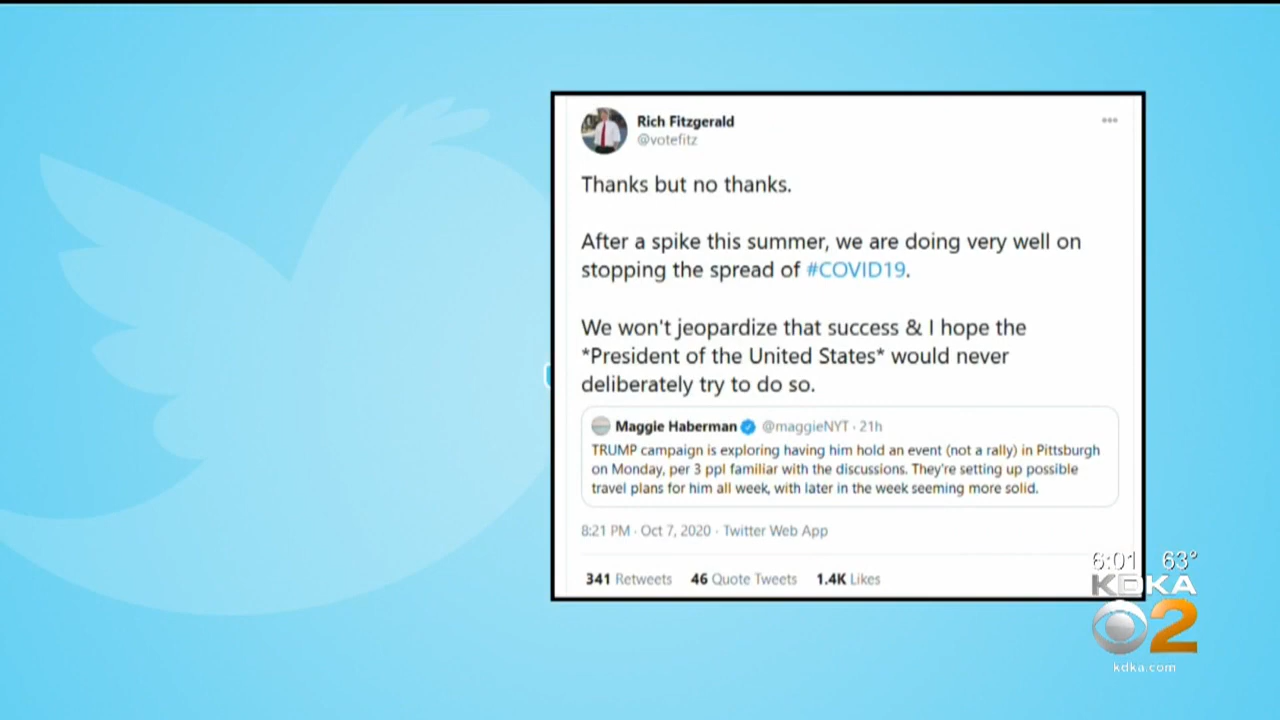 Rich Fitzgerald
@votefitz
Thanks but no thanks.
After a spike this summer, we are doing very well on
stopping the spread of #COVID19.
We won't jeopardize that success & I hope the
*President of the United States* would never
deliberately try to do so.
Maggie Haberman @maggieNYT · 21h
TRUMP campaign is exploring having him hold an event (not a rally) in Pittsburgh
on Monday, per 3 ppl familiar with the discussions. They're setting up possible
travel plans for him all week, with later in the week seeming more solid.
8:21 PM · Oct 7, 2020 · Twitter Web App
341 Retweets 46 Quote Tweets 1.4K Likes
6:01 63°
KDKA
2
kdka.com